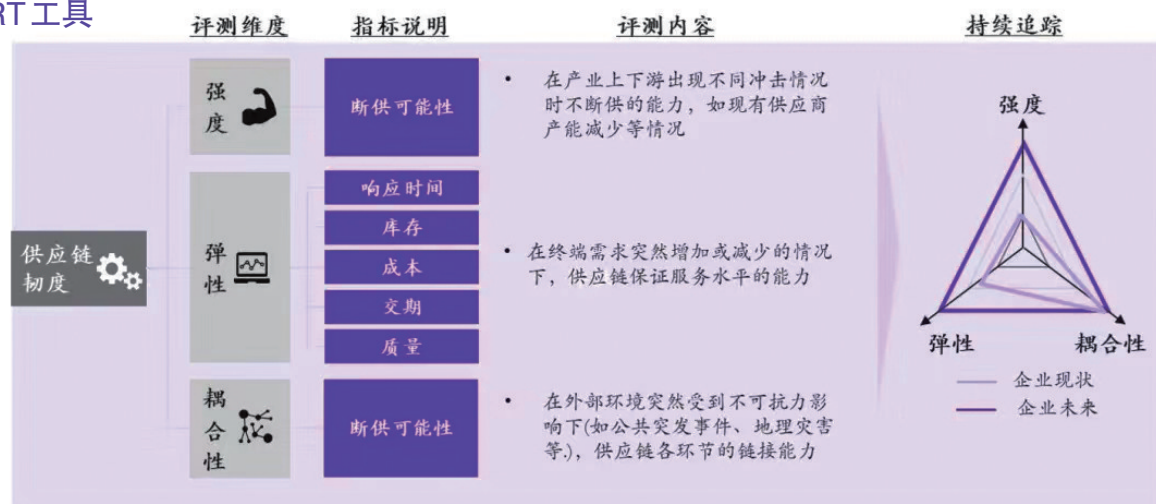 RT工具
评测维度 指标说明 评测内容 持续追踪
供应链
韧度
强
度
断供可能性
• 在产业上下游出现不同冲击情况
时不断供的能力，如现有供应商
产能减少等情况
弹
性
响应时间
库存
成本
交期
质量
• 在终端需求突然增加或减少的情况
下，供应链保证服务水平的能力
耦
合
性
断供可能性
• 在外部环境突然受到不可抗力影
响下(如公共突发事件、地理灾害
等.)，供应链各环节的链接能力
强度
弹性
耦合性
企业现状
企业未来